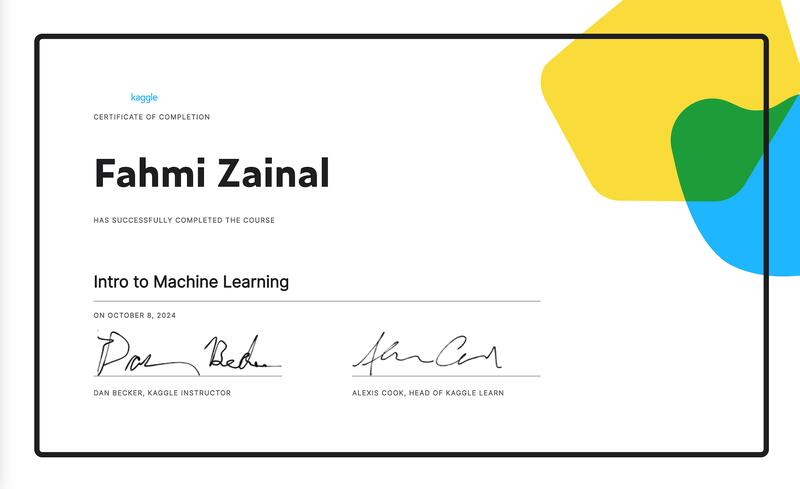 kaggle
CERTIFICATE OF COMPLETION
Fahmi Zainal
HAS SUCCESSFULLY COMPLETED THE COURSE
Intro to Machine Learning
ON OCTOBER 8, 2024
Dan Becker
Alexis Cook
DAN BECKER, KAGGLE INSTRUCTOR
ALEXIS COOK, HEAD OF KAGGLE LEARN